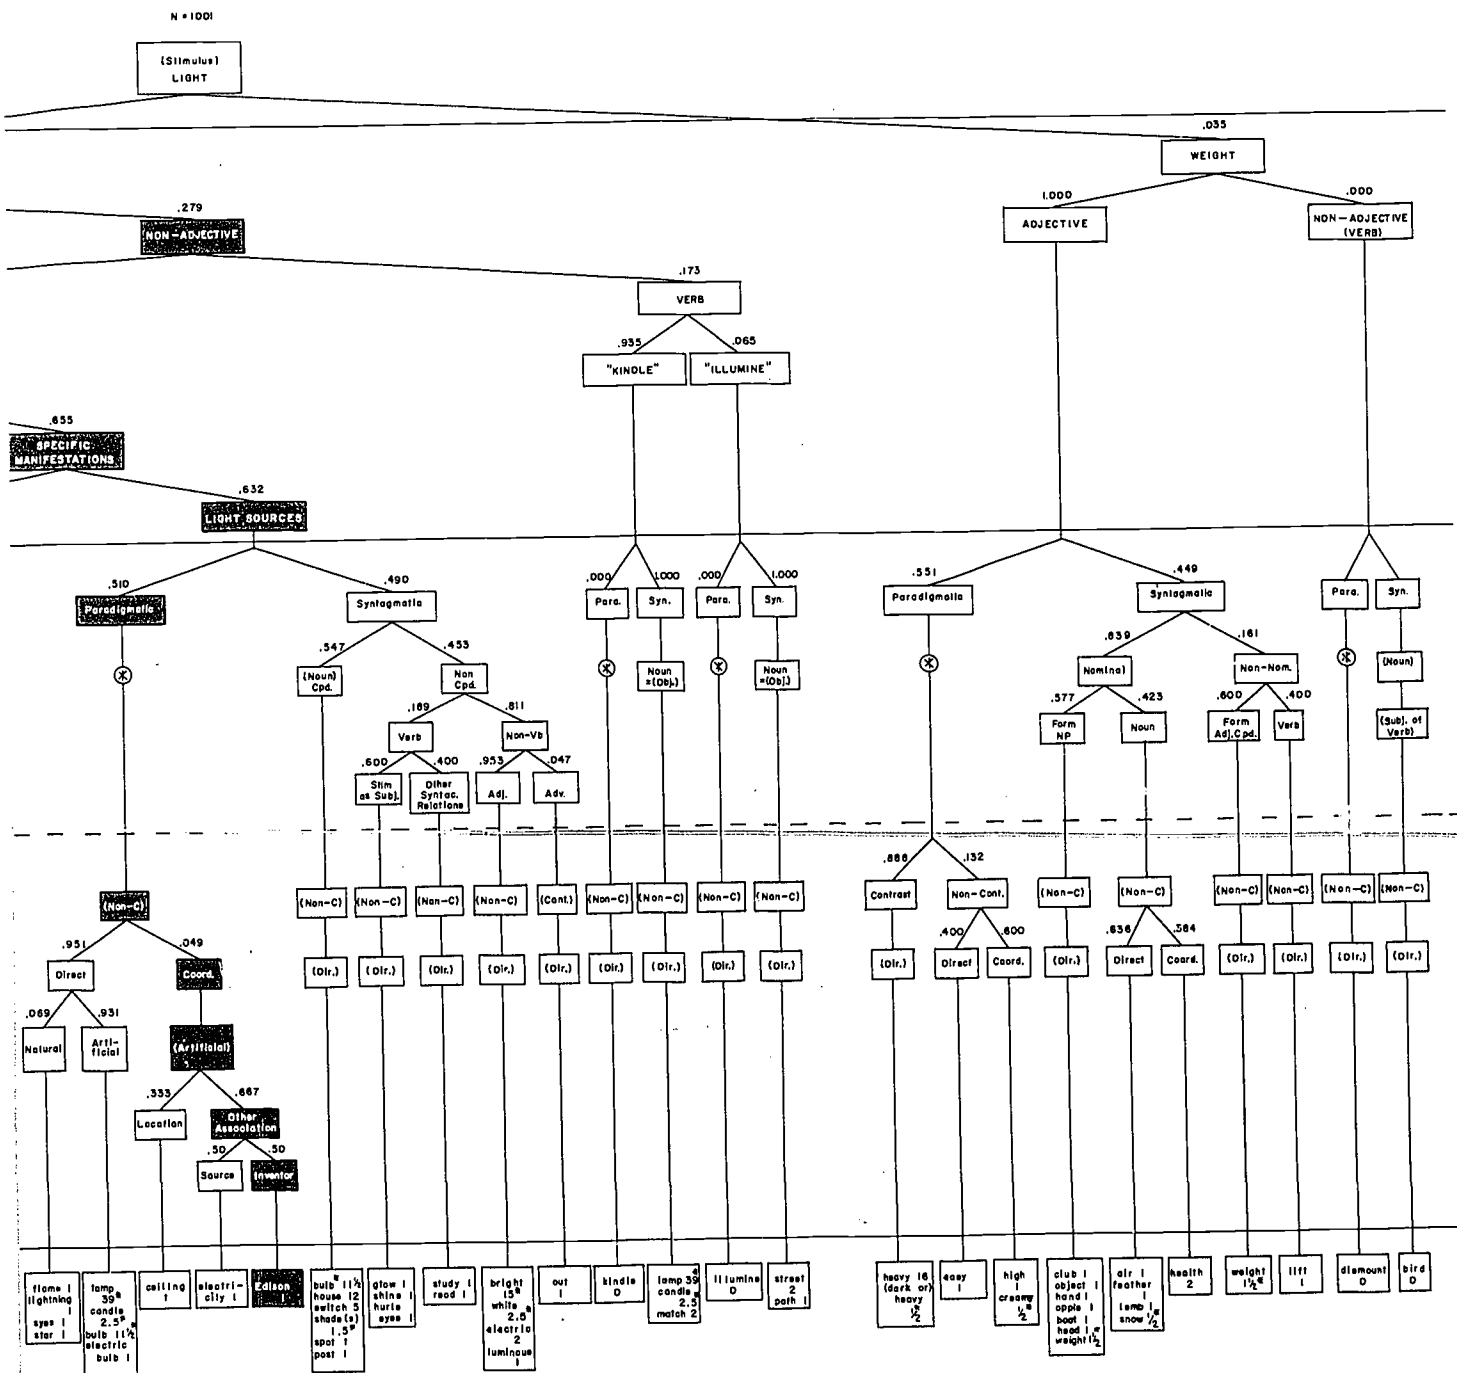 N = 1001
(Stimulus)
LIGHT
.035
WEIGHT
1.000
.000
ADJECTIVE
NON-ADJECTIVE
(VERB)
.279
NON-ADJECTIVE
.173
VERB
.935
.065
"KINDLE"
"ILLUMINE"
.655
SPECIFIC
MANIFESTATIONS
.632
LIGHT SOURCES
.510
.490
.000
1.000
.000
1.000
.551
.449
Paradigmatic
Syntagmatic
Para.
Syn.
Para.
Syn.
Paradigmatic
Syntagmatic
Para.
Syn.
.547
.453
.839
.161
(Noun)
Cpd.
Non
Cpd.
Noun
=(Obj.)
Noun
=(Obj.)
Nominal
Non-Nom.
(Noun)
.189
.811
.577
.423
.600
.400
Verb
Non-Vb
Form
NP
Noun
Form
Adj.Cpd.
Verb
(Subj. of
Verb)
.600
.400
.953
.047
Stim
as Subj.
Other
Syntac.
Relations
Adj.
Adv.
.868
.132
(Non-C)
(Non-C)
(Non-C)
(Non-C)
(Non-C)
(Cont.)
(Non-C)
(Non-C)
(Non-C)
(Non-C)
Contrast
Non-Cont.
(Non-C)
(Non-C)
(Non-C)
(Non-C)
(Non-C)
(Non-C)
.951
.049
.400
.600
.636
.364
Direct
Coord.
(Dir.)
(Dir.)
(Dir.)
(Dir.)
(Dir.)
(Dir.)
(Dir.)
(Dir.)
(Dir.)
(Dir.)
Direct
Coord.
(Dir.)
Direct
Coord.
(Dir.)
(Dir.)
(Dir.)
(Dir.)
.069
.931
Natural
Arti-
ficial
(Artificial)
.333
.667
Location
Other
Association
.50
.50
Source
Inventor
flame 1
lightning
1
eyes 1
star 1
lamp
39*
candle
2.5*
bulb 11½*
electric
bulb 1
ceiling
1
electri-
city 1
Edison
1
bulb* 11½
house 12
switch 5
shade(s)
1.5*
spot 1
post 1
glow 1
shine 1
hurts
eyes 1
study 1
read 1
bright
15*
white
2.5*
electric
2
luminous
1
out
1
kindle
0
lamp 39*
candle
2.5*
match 2
illumine
0
street
2
path 1
heavy 16
(dark or)
heavy
½*
easy
1
high
1
creamy
½*
club 1
object 1
hand 1
apple 1
boat 1
head 1
weight 1½*
air 1
feather
1
lamb 1
snow ½*
health
2
weight
1½*
lift
1
dismount
0
bird
0